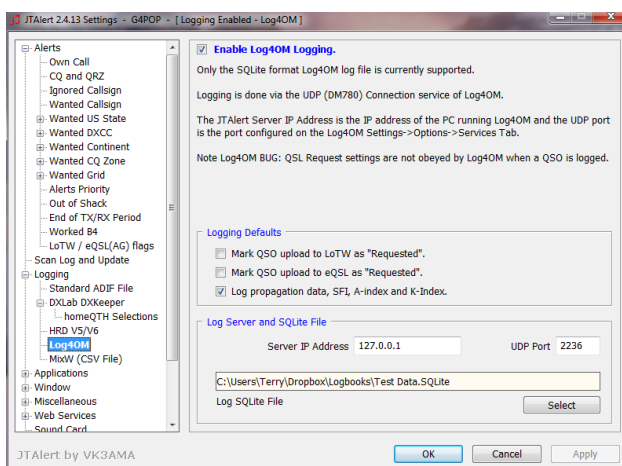 JTAlert 2.4.13 Settings - G4POP - [ Logging Enabled - Log4OM ]
Alerts
Own Call
CQ and QRZ
Ignored Callsign
Wanted Callsign
Wanted US State
Wanted DXCC
Wanted Continent
Wanted CQ Zone
Wanted Grid
Alerts Priority
Out of Shack
End of TX/RX Period
Worked B4
LoTW / eQSL(AG) flags
Scan Log and Update
Logging
Standard ADIF File
DXLab DXKeeper
homeQTH Selections
HRD V5/V6
Log4OM
MixW (CSV File)
Applications
Window
Miscellaneous
Web Services
Sound Card
Enable Log4OM Logging.
Only the SQLite format Log4OM log file is currently supported.
Logging is done via the UDP (DM780) Connection service of Log4OM.
The JTAlert Server IP Address is the IP address of the PC running Log4OM and the UDP port
is the port configured on the Log4OM Settings->Options->Services Tab.
Note Log4OM BUG: QSL Request settings are not obeyed by Log4OM when a QSO is logged.
Logging Defaults
Mark QSO upload to LoTW as "Requested".
Mark QSO upload to eQSL as "Requested".
Log propagation data, SFI, A-index and K-Index.
Log Server and SQLite File
Server IP Address 127.0.0.1 UDP Port 2236
C:\Users\Terry\Dropbox\Logbooks\Test Data.SQLite
Log SQLite File Select
JTAlert by VK3AMA OK Cancel Apply